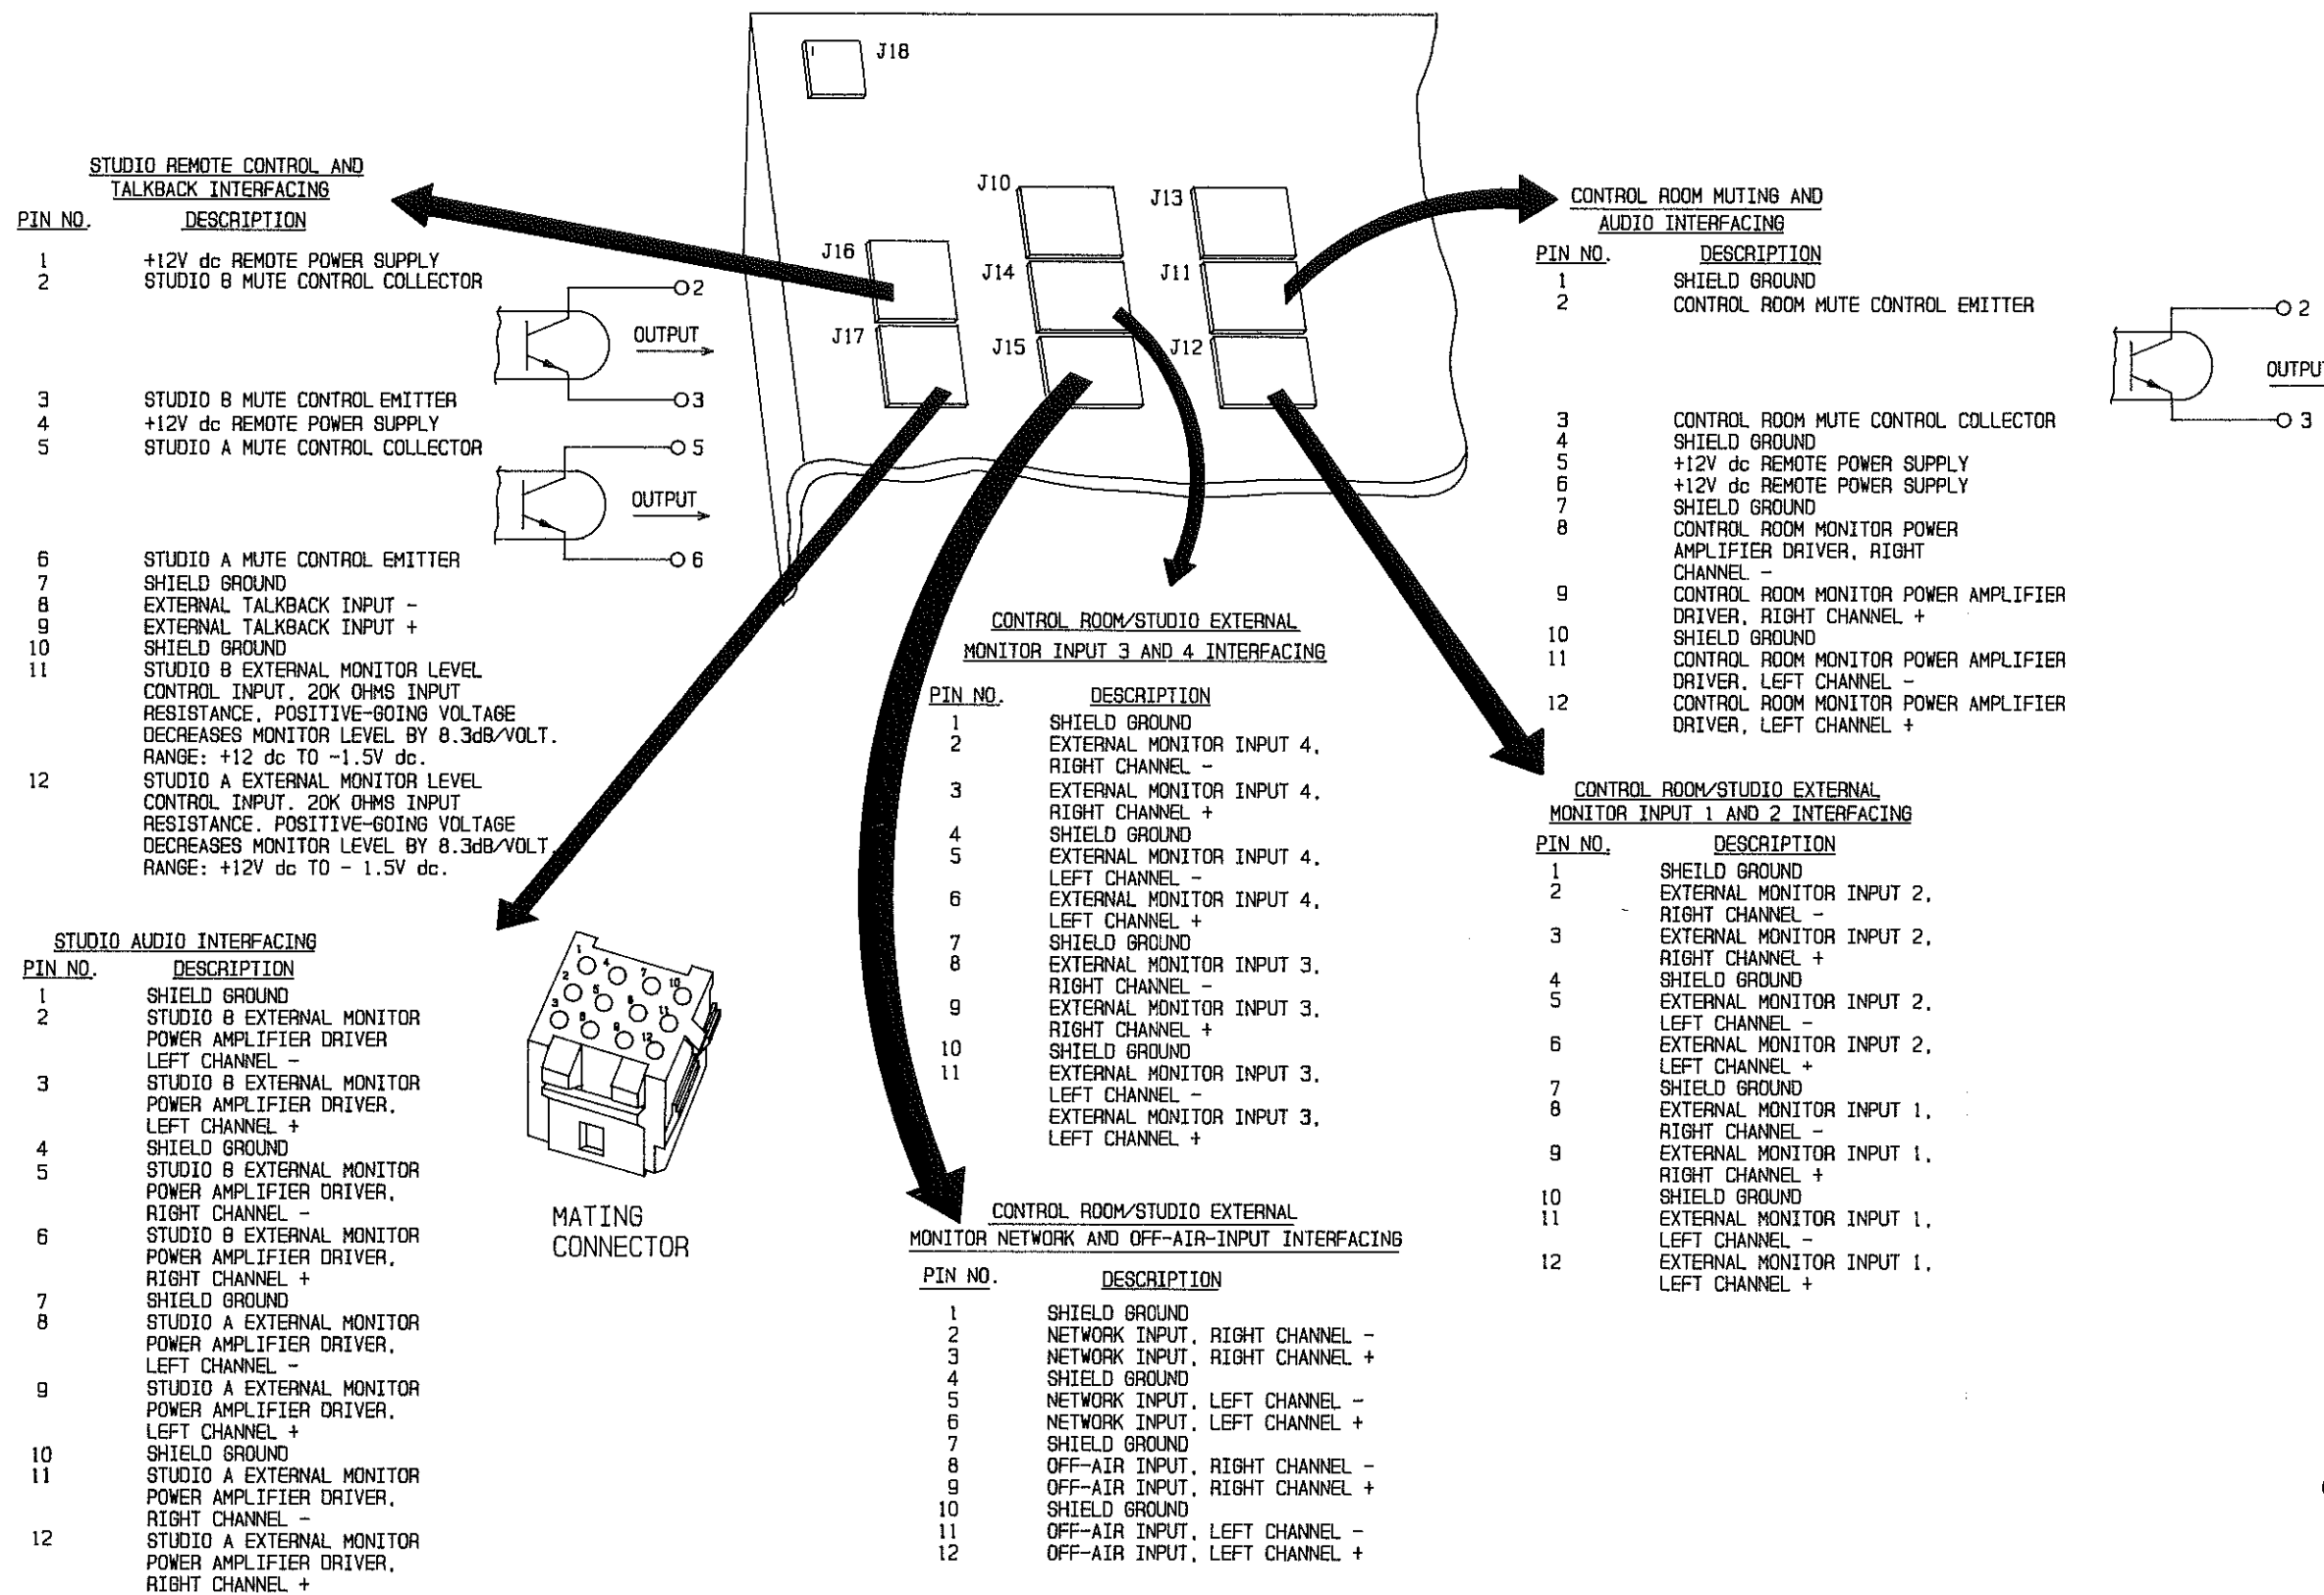 J18
J10
J13
J16
J14
J11
J17
J15
J12
STUDIO REMOTE CONTROL AND
TALKBACK INTERFACING
PIN NO. DESCRIPTION
1 +12V dc REMOTE POWER SUPPLY
2 STUDIO B MUTE CONTROL COLLECTOR
2
OUTPUT
3 STUDIO B MUTE CONTROL EMITTER
3
4 +12V dc REMOTE POWER SUPPLY
5 STUDIO A MUTE CONTROL COLLECTOR
5
OUTPUT
6 STUDIO A MUTE CONTROL EMITTER
6
7 SHIELD GROUND
8 EXTERNAL TALKBACK INPUT -
9 EXTERNAL TALKBACK INPUT +
10 SHIELD GROUND
11 STUDIO B EXTERNAL MONITOR LEVEL
CONTROL INPUT. 20K OHMS INPUT
RESISTANCE. POSITIVE-GOING VOLTAGE
DECREASES MONITOR LEVEL BY 8.3dB/VOLT.
RANGE: +12 dc TO -1.5V dc.
12 STUDIO A EXTERNAL MONITOR LEVEL
CONTROL INPUT. 20K OHMS INPUT
RESISTANCE. POSITIVE-GOING VOLTAGE
DECREASES MONITOR LEVEL BY 8.3dB/VOLT.
RANGE: +12V dc TO - 1.5V dc.
STUDIO AUDIO INTERFACING
PIN NO. DESCRIPTION
1 SHIELD GROUND
2 STUDIO B EXTERNAL MONITOR
POWER AMPLIFIER DRIVER
LEFT CHANNEL -
3 STUDIO B EXTERNAL MONITOR
POWER AMPLIFIER DRIVER,
LEFT CHANNEL +
4 SHIELD GROUND
5 STUDIO B EXTERNAL MONITOR
POWER AMPLIFIER DRIVER,
RIGHT CHANNEL -
6 STUDIO B EXTERNAL MONITOR
POWER AMPLIFIER DRIVER,
RIGHT CHANNEL +
7 SHIELD GROUND
8 STUDIO A EXTERNAL MONITOR
POWER AMPLIFIER DRIVER,
LEFT CHANNEL -
9 STUDIO A EXTERNAL MONITOR
POWER AMPLIFIER DRIVER,
LEFT CHANNEL +
10 SHIELD GROUND
11 STUDIO A EXTERNAL MONITOR
POWER AMPLIFIER DRIVER,
RIGHT CHANNEL -
12 STUDIO A EXTERNAL MONITOR
POWER AMPLIFIER DRIVER,
RIGHT CHANNEL +
1 4 7 10
2 5 8 11
3 6 9 12
MATING
CONNECTOR
CONTROL ROOM/STUDIO EXTERNAL
MONITOR INPUT 3 AND 4 INTERFACING
PIN NO. DESCRIPTION
1 SHIELD GROUND
2 EXTERNAL MONITOR INPUT 4,
RIGHT CHANNEL -
3 EXTERNAL MONITOR INPUT 4,
RIGHT CHANNEL +
4 SHIELD GROUND
5 EXTERNAL MONITOR INPUT 4,
LEFT CHANNEL -
6 EXTERNAL MONITOR INPUT 4,
LEFT CHANNEL +
7 SHIELD GROUND
8 EXTERNAL MONITOR INPUT 3,
RIGHT CHANNEL -
9 EXTERNAL MONITOR INPUT 3,
RIGHT CHANNEL +
10 SHIELD GROUND
11 EXTERNAL MONITOR INPUT 3,
LEFT CHANNEL -
EXTERNAL MONITOR INPUT 3,
LEFT CHANNEL +
CONTROL ROOM/STUDIO EXTERNAL
MONITOR NETWORK AND OFF-AIR-INPUT INTERFACING
PIN NO. DESCRIPTION
1 SHIELD GROUND
2 NETWORK INPUT, RIGHT CHANNEL -
3 NETWORK INPUT, RIGHT CHANNEL +
4 SHIELD GROUND
5 NETWORK INPUT, LEFT CHANNEL -
6 NETWORK INPUT, LEFT CHANNEL +
7 SHIELD GROUND
8 OFF-AIR INPUT, RIGHT CHANNEL -
9 OFF-AIR INPUT, RIGHT CHANNEL +
10 SHIELD GROUND
11 OFF-AIR INPUT, LEFT CHANNEL -
12 OFF-AIR INPUT, LEFT CHANNEL +
CONTROL ROOM MUTING AND
AUDIO INTERFACING
PIN NO. DESCRIPTION
1 SHIELD GROUND
2 CONTROL ROOM MUTE CONTROL EMITTER
2
OUTPUT
3 CONTROL ROOM MUTE CONTROL COLLECTOR
3
4 SHIELD GROUND
5 +12V dc REMOTE POWER SUPPLY
6 +12V dc REMOTE POWER SUPPLY
7 SHIELD GROUND
8 CONTROL ROOM MONITOR POWER
AMPLIFIER DRIVER, RIGHT
CHANNEL -
9 CONTROL ROOM MONITOR POWER AMPLIFIER
DRIVER, RIGHT CHANNEL +
10 SHIELD GROUND
11 CONTROL ROOM MONITOR POWER AMPLIFIER
DRIVER, LEFT CHANNEL -
12 CONTROL ROOM MONITOR POWER AMPLIFIER
DRIVER, LEFT CHANNEL +
CONTROL ROOM/STUDIO EXTERNAL
MONITOR INPUT 1 AND 2 INTERFACING
PIN NO. DESCRIPTION
1 SHEILD GROUND
2 EXTERNAL MONITOR INPUT 2,
RIGHT CHANNEL -
3 EXTERNAL MONITOR INPUT 2,
RIGHT CHANNEL +
4 SHIELD GROUND
5 EXTERNAL MONITOR INPUT 2,
LEFT CHANNEL -
6 EXTERNAL MONITOR INPUT 2,
LEFT CHANNEL +
7 SHIELD GROUND
8 EXTERNAL MONITOR INPUT 1,
RIGHT CHANNEL -
9 EXTERNAL MONITOR INPUT 1,
RIGHT CHANNEL +
10 SHIELD GROUND
11 EXTERNAL MONITOR INPUT 1,
LEFT CHANNEL -
12 EXTERNAL MONITOR INPUT 1,
LEFT CHANNEL +